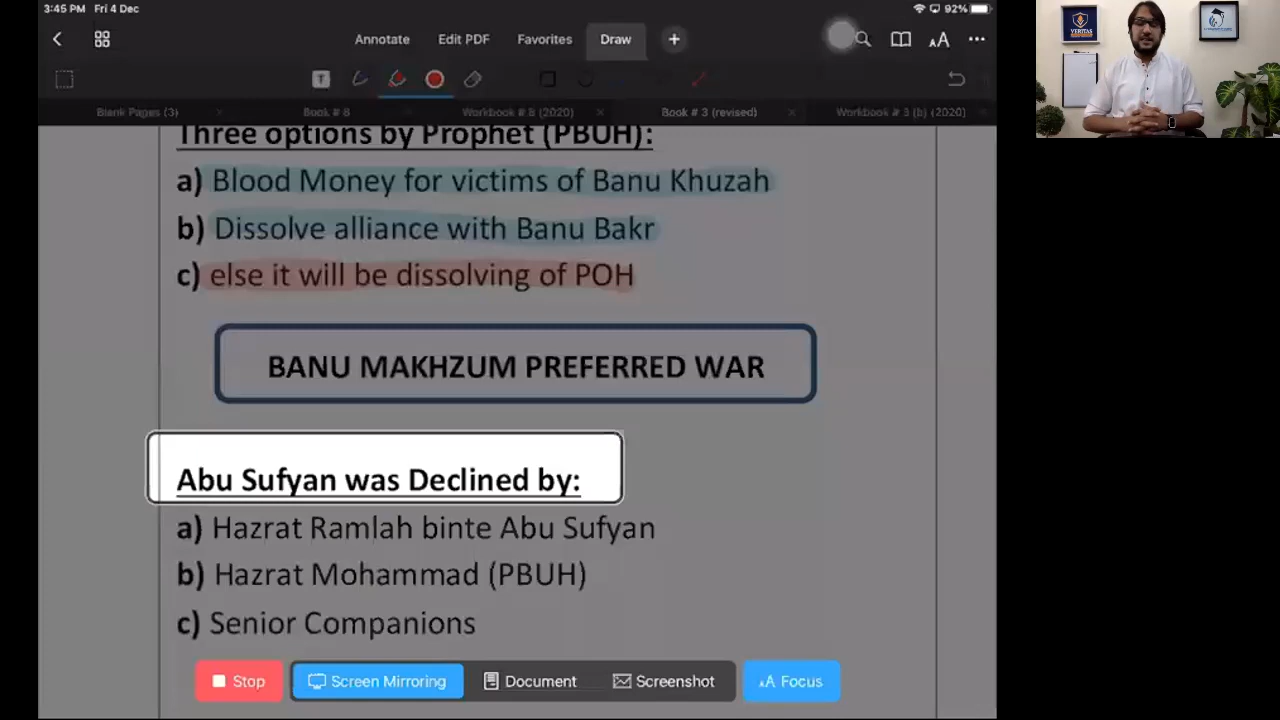 3:45 PM Fri 4 Dec 92%
Annotate Edit PDF Favorites Draw
Blank Pages (3) Book # 8 Workbook # 8 (2020) Book # 3 (revised) Workbook # 3 (b) (2020)
Three options by Prophet (PBUH):
a) Blood Money for victims of Banu Khuzah
b) Dissolve alliance with Banu Bakr
c) else it will be dissolving of POH
BANU MAKHZUM PREFERRED WAR
Abu Sufyan was Declined by:
a) Hazrat Ramlah binte Abu Sufyan
b) Hazrat Mohammad (PBUH)
c) Senior Companions
Stop Screen Mirroring Document Screenshot AA Focus
VERITAS